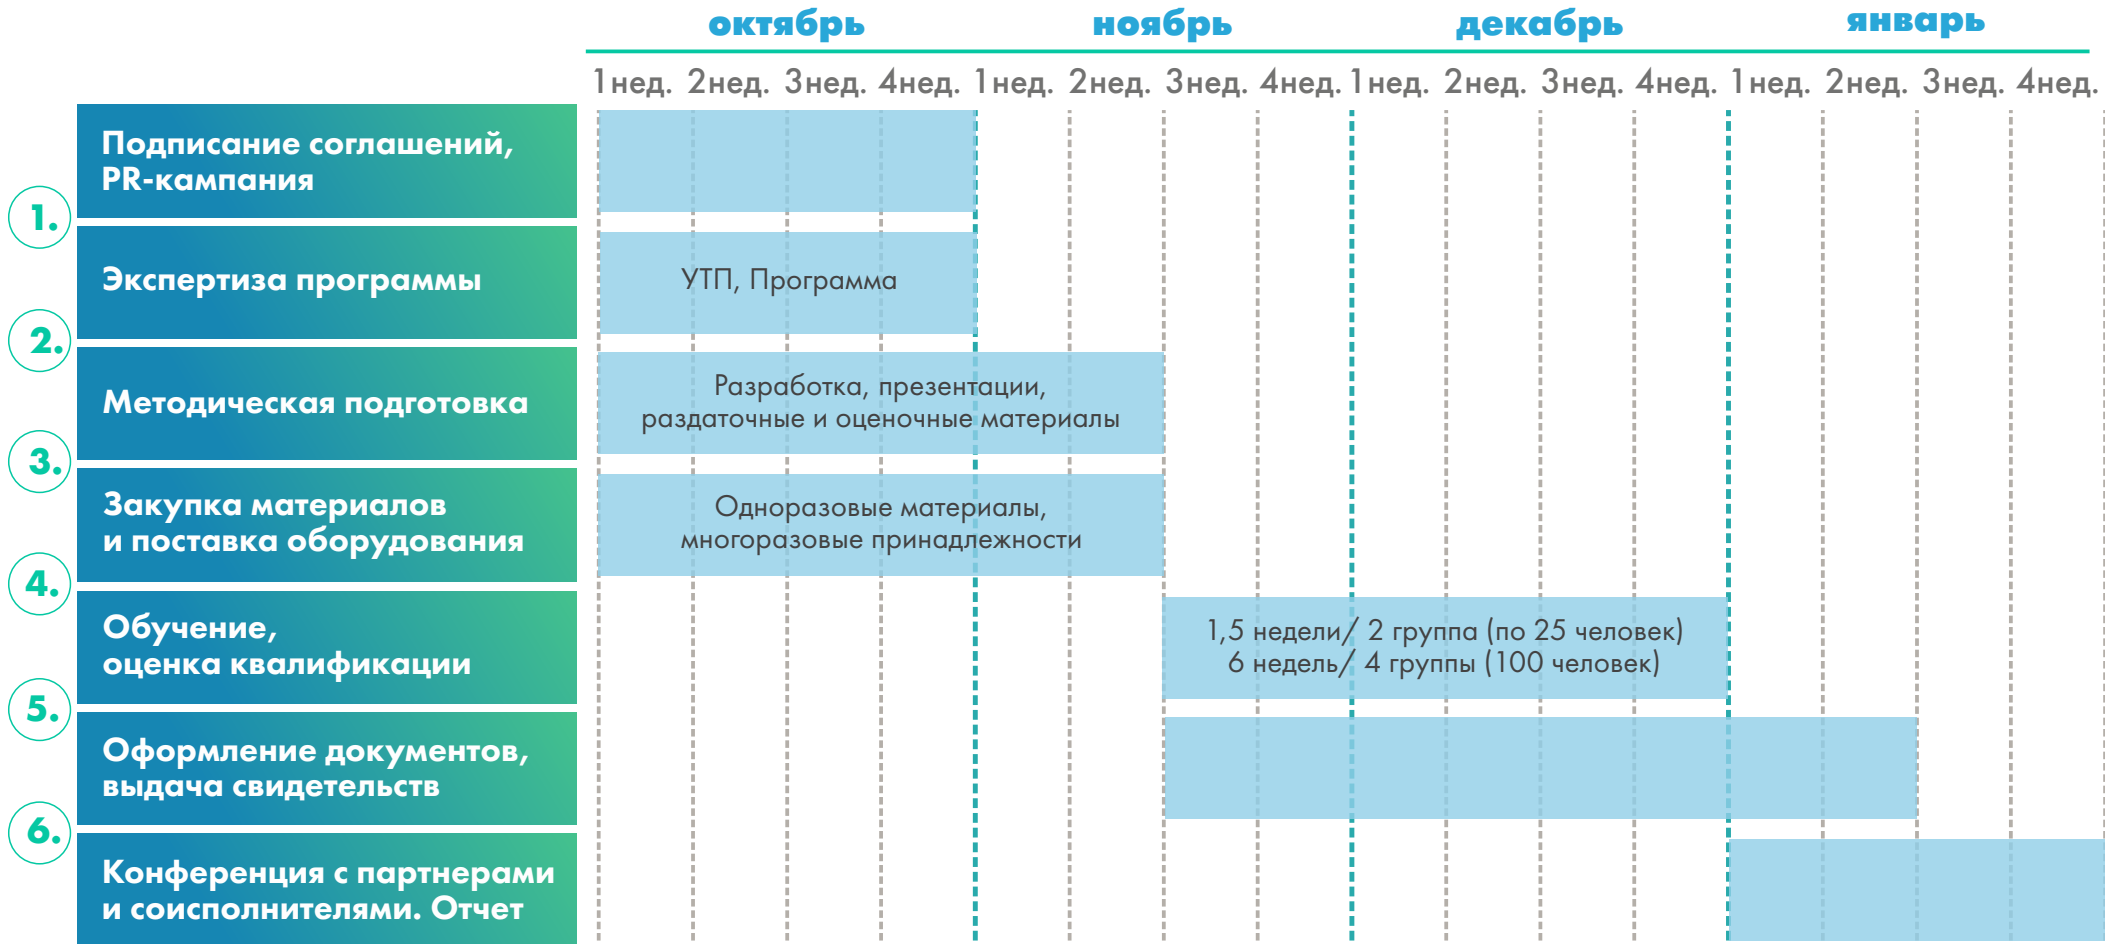 октябрь ноябрь декабрь январь
1нед. 2нед. 3нед. 4нед. 1нед. 2нед. 3нед. 4нед. 1нед. 2нед. 3нед. 4нед. 1нед. 2нед. 3нед. 4нед.
Подписание соглашений,
PR-кампания
1.
Экспертиза программы
УТП, Программа
2.
Методическая подготовка
Разработка, презентации,
раздаточные и оценочные материалы
3.
Закупка материалов
и поставка оборудования
Одноразовые материалы,
многоразовые принадлежности
4.
Обучение,
оценка квалификации
1,5 недели/ 2 группа (по 25 человек)
6 недель/ 4 группы (100 человек)
5.
Оформление документов,
выдача свидетельств
6.
Конференция с партнерами
и соисполнителями. Отчет